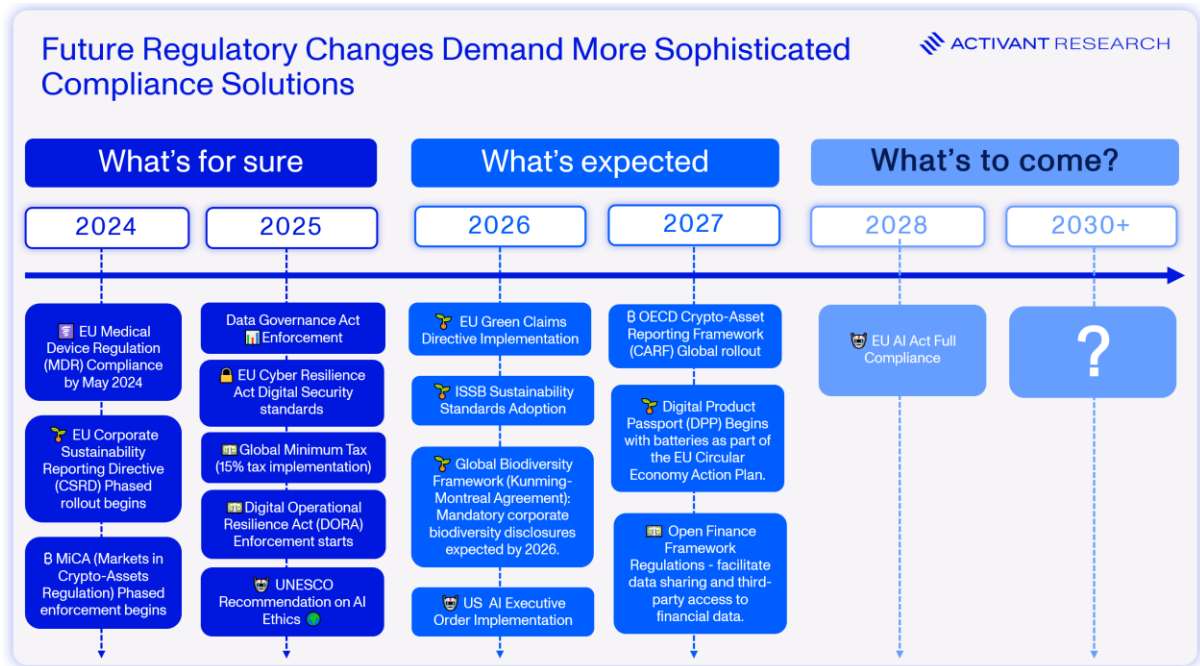 Future Regulatory Changes Demand More Sophisticated
Compliance Solutions
ACTIVANT RESEARCH
What's for sure
What's expected
What's to come?
2024
2025
2026
2027
2028
2030+
EU Medical
Device Regulation
(MDR) Compliance
by May 2024
EU Corporate
Sustainability
Reporting Directive
(CSRD) Phased
rollout begins
₿ MiCA (Markets in
Crypto-Assets
Regulation) Phased
enforcement begins
Data Governance Act
Enforcement
EU Cyber Resilience
Act Digital Security
standards
Global Minimum Tax
(15% tax implementation)
Digital Operational
Resilience Act (DORA)
Enforcement starts
UNESCO
Recommendation on AI
Ethics
EU Green Claims
Directive Implementation
ISSB Sustainability
Standards Adoption
Global Biodiversity
Framework (Kunming-
Montreal Agreement):
Mandatory corporate
biodiversity disclosures
expected by 2026.
US AI Executive
Order Implementation
₿ OECD Crypto-Asset
Reporting Framework
(CARF) Global rollout
Digital Product
Passport (DPP) Begins
with batteries as part of
the EU Circular
Economy Action Plan.
Open Finance
Framework
Regulations - facilitate
data sharing and third-
party access to
financial data.
EU AI Act Full
Compliance
?